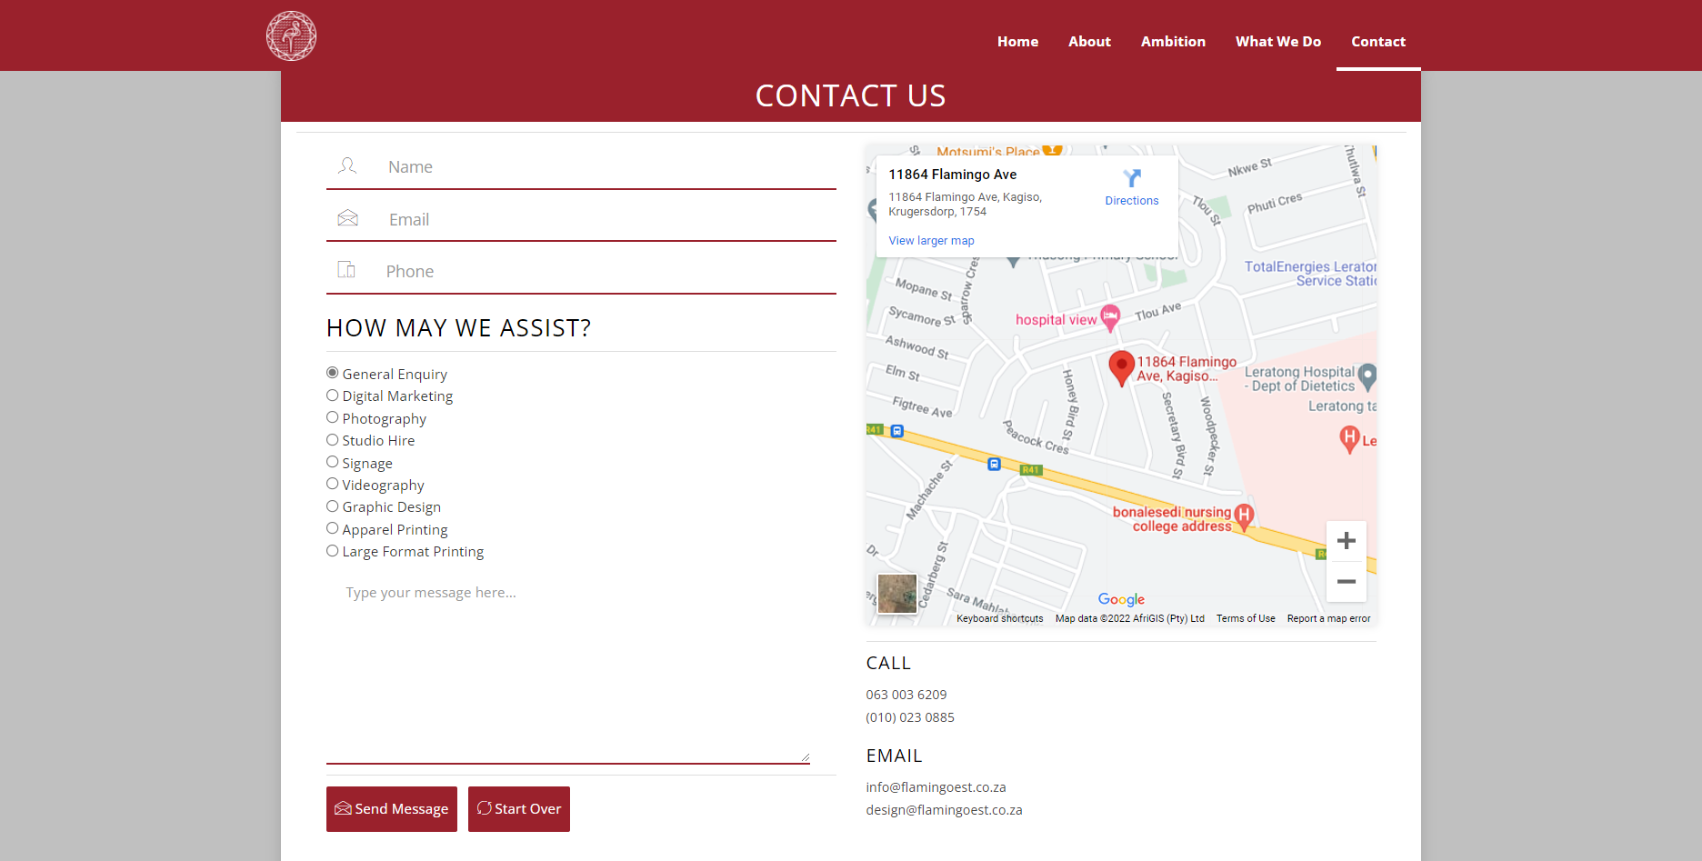 Home
About
Ambition
What We Do
Contact
CONTACT US
Name
Email
Phone
HOW MAY WE ASSIST?
General Enquiry
Digital Marketing
Photography
Studio Hire
Signage
Videography
Graphic Design
Apparel Printing
Large Format Printing
Type your message here...
Send Message
Start Over
Motsumi's Place
11864 Flamingo Ave
11864 Flamingo Ave, Kagiso,
Krugersdorp, 1754
Directions
View larger map
Nkwe St
Thutlwa St
Phuti Cres
Tlou St
Primary School
TotalEnergies Lerator
Service Static
Sparrow Cres
Mopane St
Sycamore St
hospital view
Tlou Ave
Ashwood St
11864 Flamingo
Ave, Kagiso...
Leratong Hospital
- Dept of Dietetics
Elm St
Honey Bird St
Leratong ta
Figtree Ave
Secretary Bird St
Woodpecker St
R41
Peacock Cres
Le
R41
Machache St
bonalesedi nursing
college address
Dr
Cedarberg St
Sara Mahlab
Google
Keyboard shortcuts
Map data ©2022 AfriGIS (Pty) Ltd
Terms of Use
Report a map error
CALL
063 003 6209
(010) 023 0885
EMAIL
info@flamingoest.co.za
design@flamingoest.co.za